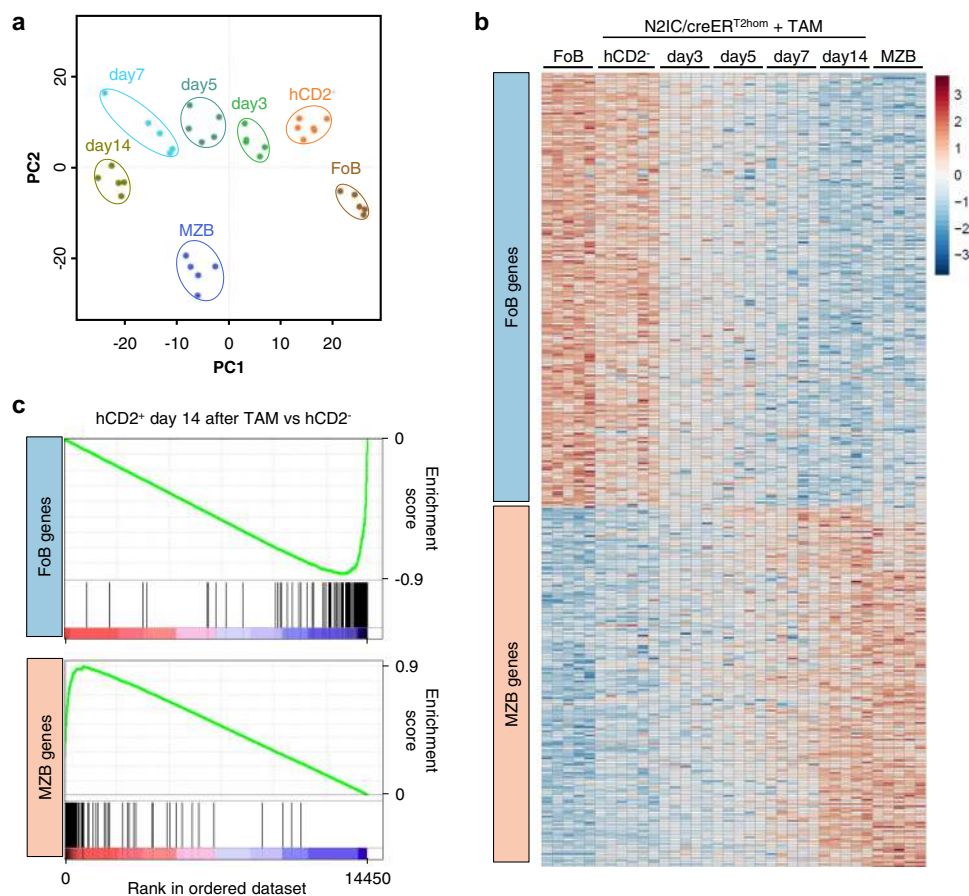 a
day7
day5
day3
hCD2⁻
day14
FoB
MZB
20
0
-20
PC2
-20
-10
0
10
20
PC1
b
N2IC/creERT2hom + TAM
FoB
hCD2⁻
day3
day5
day7
day14
MZB
FoB genes
MZB genes
3
2
1
0
−1
−2
−3
c
hCD2⁺ day 14 after TAM vs hCD2⁻
FoB genes
0
Enrichment
score
-0.9
MZB genes
0.9
Enrichment
score
0
0
14450
Rank in ordered dataset